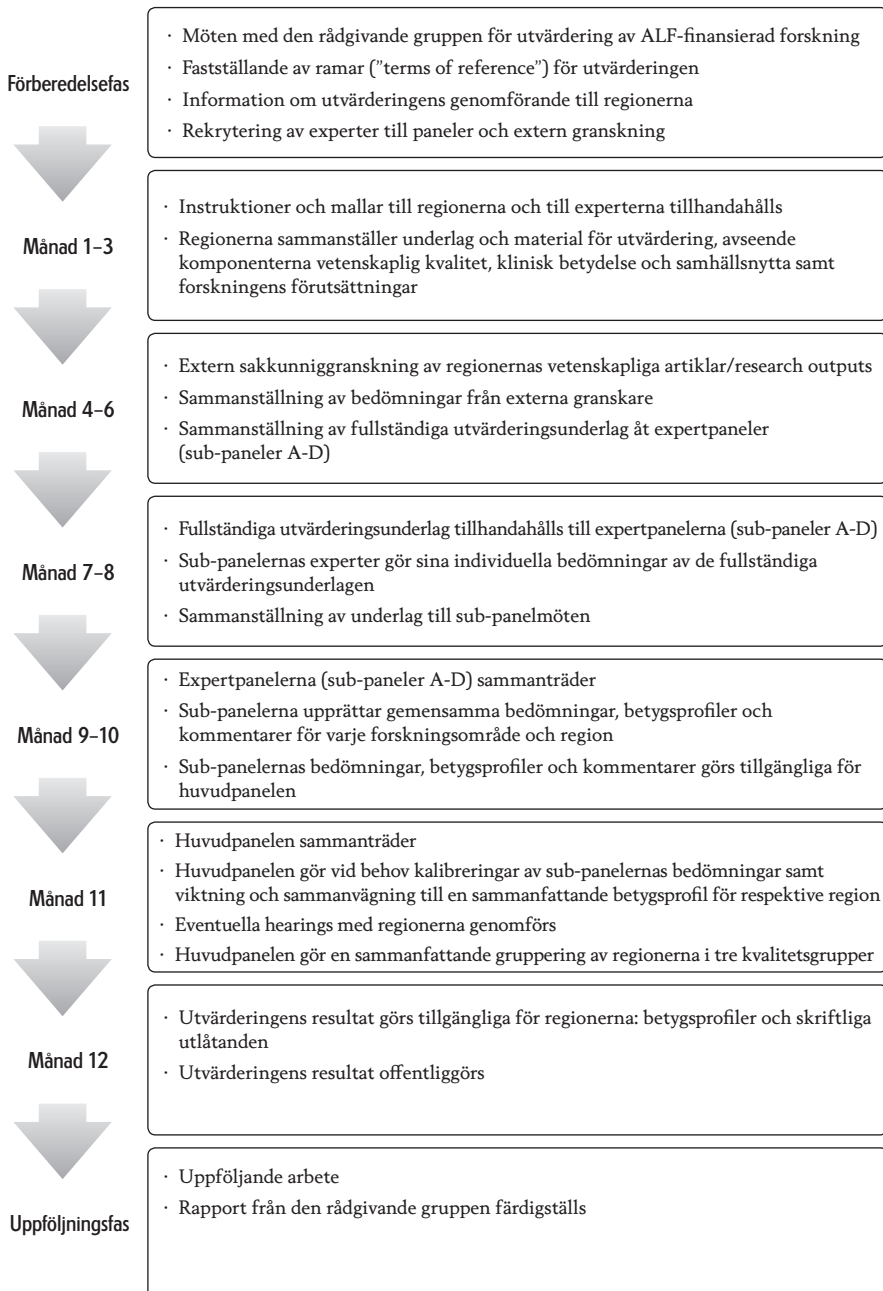 Förberedelsefas
· Möten med den rådgivande gruppen för utvärdering av ALF-finansierad forskning
· Fastställande av ramar (”terms of reference”) för utvärderingen
· Information om utvärderingens genomförande till regionerna
· Rekrytering av experter till paneler och extern granskning
Månad 1–3
· Instruktioner och mallar till regionerna och till experterna tillhandahålls
· Regionerna sammanställer underlag och material för utvärdering, avseende
komponenterna vetenskaplig kvalitet, klinisk betydelse och samhällsnytta samt
forskningens förutsättningar
Månad 4–6
· Extern sakkunniggranskning av regionernas vetenskapliga artiklar/research outputs
· Sammanställning av bedömningar från externa granskare
· Sammanställning av fullständiga utvärderingsunderlag åt expertpaneler
(sub-paneler A-D)
Månad 7–8
· Fullständiga utvärderingsunderlag tillhandahålls till expertpanelerna (sub-paneler A-D)
· Sub-panelernas experter gör sina individuella bedömningar av de fullständiga
utvärderingsunderlagen
· Sammanställning av underlag till sub-panelmöten
Månad 9–10
· Expertpanelerna (sub-paneler A-D) sammanträder
· Sub-panelerna upprättar gemensamma bedömningar, betygsprofiler och
kommentarer för varje forskningsområde och region
· Sub-panelernas bedömningar, betygsprofiler och kommentarer görs tillgängliga för
huvudpanelen
Månad 11
· Huvudpanelen sammanträder
· Huvudpanelen gör vid behov kalibreringar av sub-panelernas bedömningar samt
viktning och sammanvägning till en sammanfattande betygsprofil för respektive region
· Eventuella hearings med regionerna genomförs
· Huvudpanelen gör en sammanfattande gruppering av regionerna i tre kvalitetsgrupper
Månad 12
· Utvärderingens resultat görs tillgängliga för regionerna: betygsprofiler och skriftliga
utlåtanden
· Utvärderingens resultat offentliggörs
Uppföljningsfas
· Uppföljande arbete
· Rapport från den rådgivande gruppen färdigställs